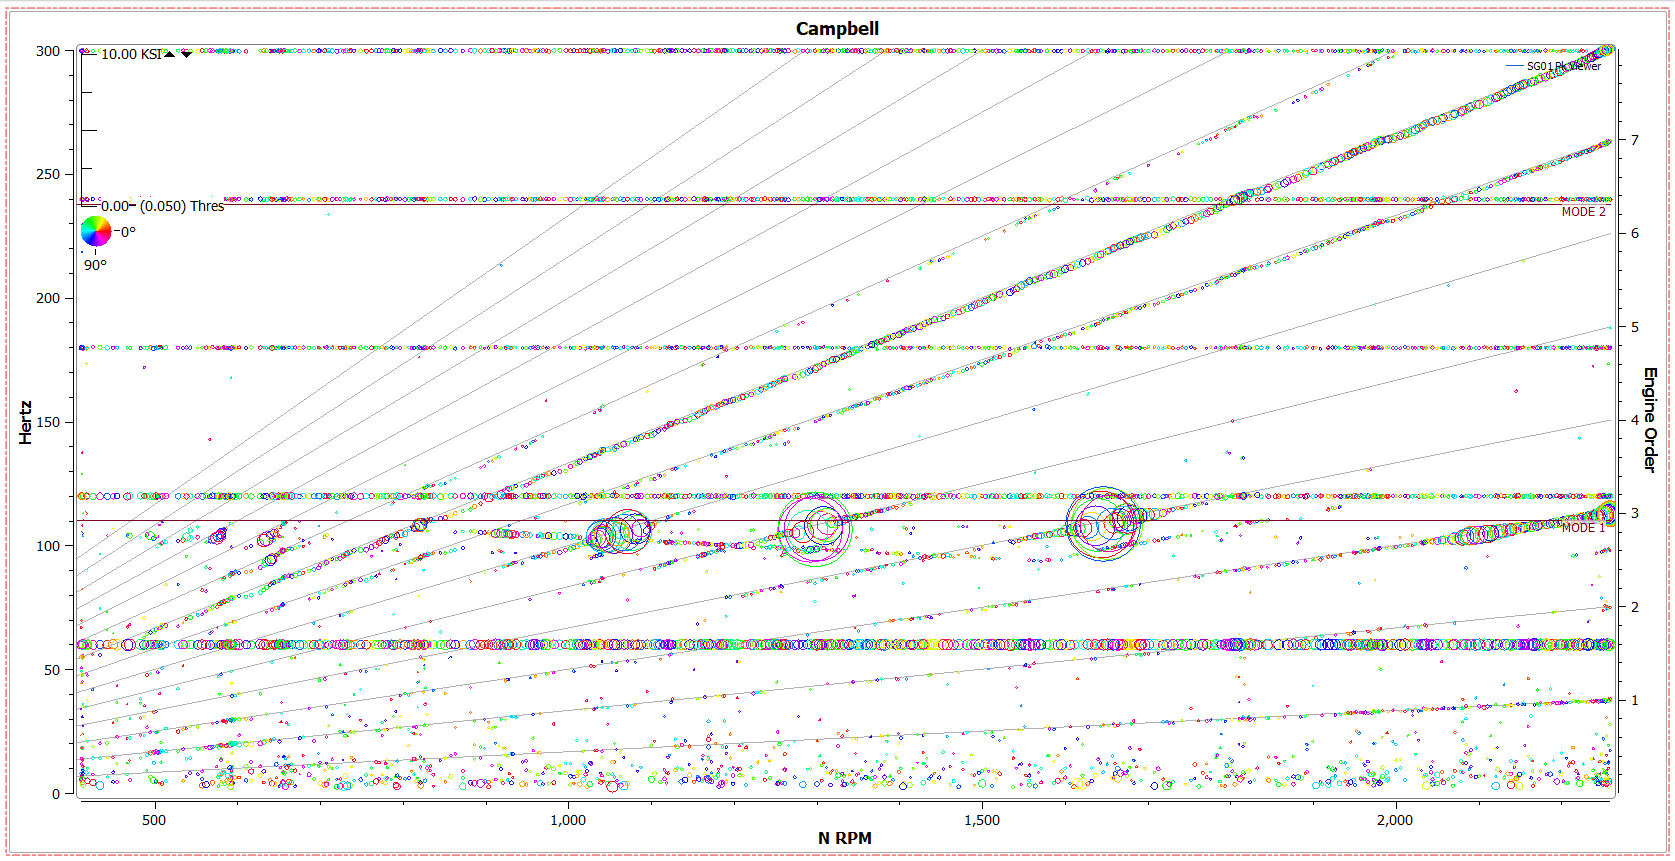 Campbell
300
250
200
150
100
50
0
Hertz
10.00 KSI
0.00 (0.050) Thres
0°
90°
SG01 Pk Viewer
MODE 2
MODE 1
7
6
5
4
3
2
1
Engine Order
500
1,000
1,500
2,000
N RPM